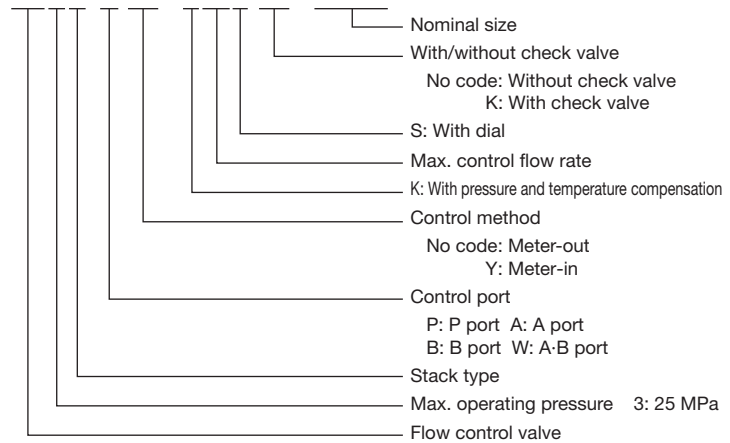 Nominal size
With/without check valve
No code: Without check valve
K: With check valve
S: With dial
Max. control flow rate
K: With pressure and temperature compensation
Control method
No code: Meter-out
Y: Meter-in
Control port
P: P port A: A port
B: B port W: A·B port
Stack type
Max. operating pressure 3: 25 MPa
Flow control valve